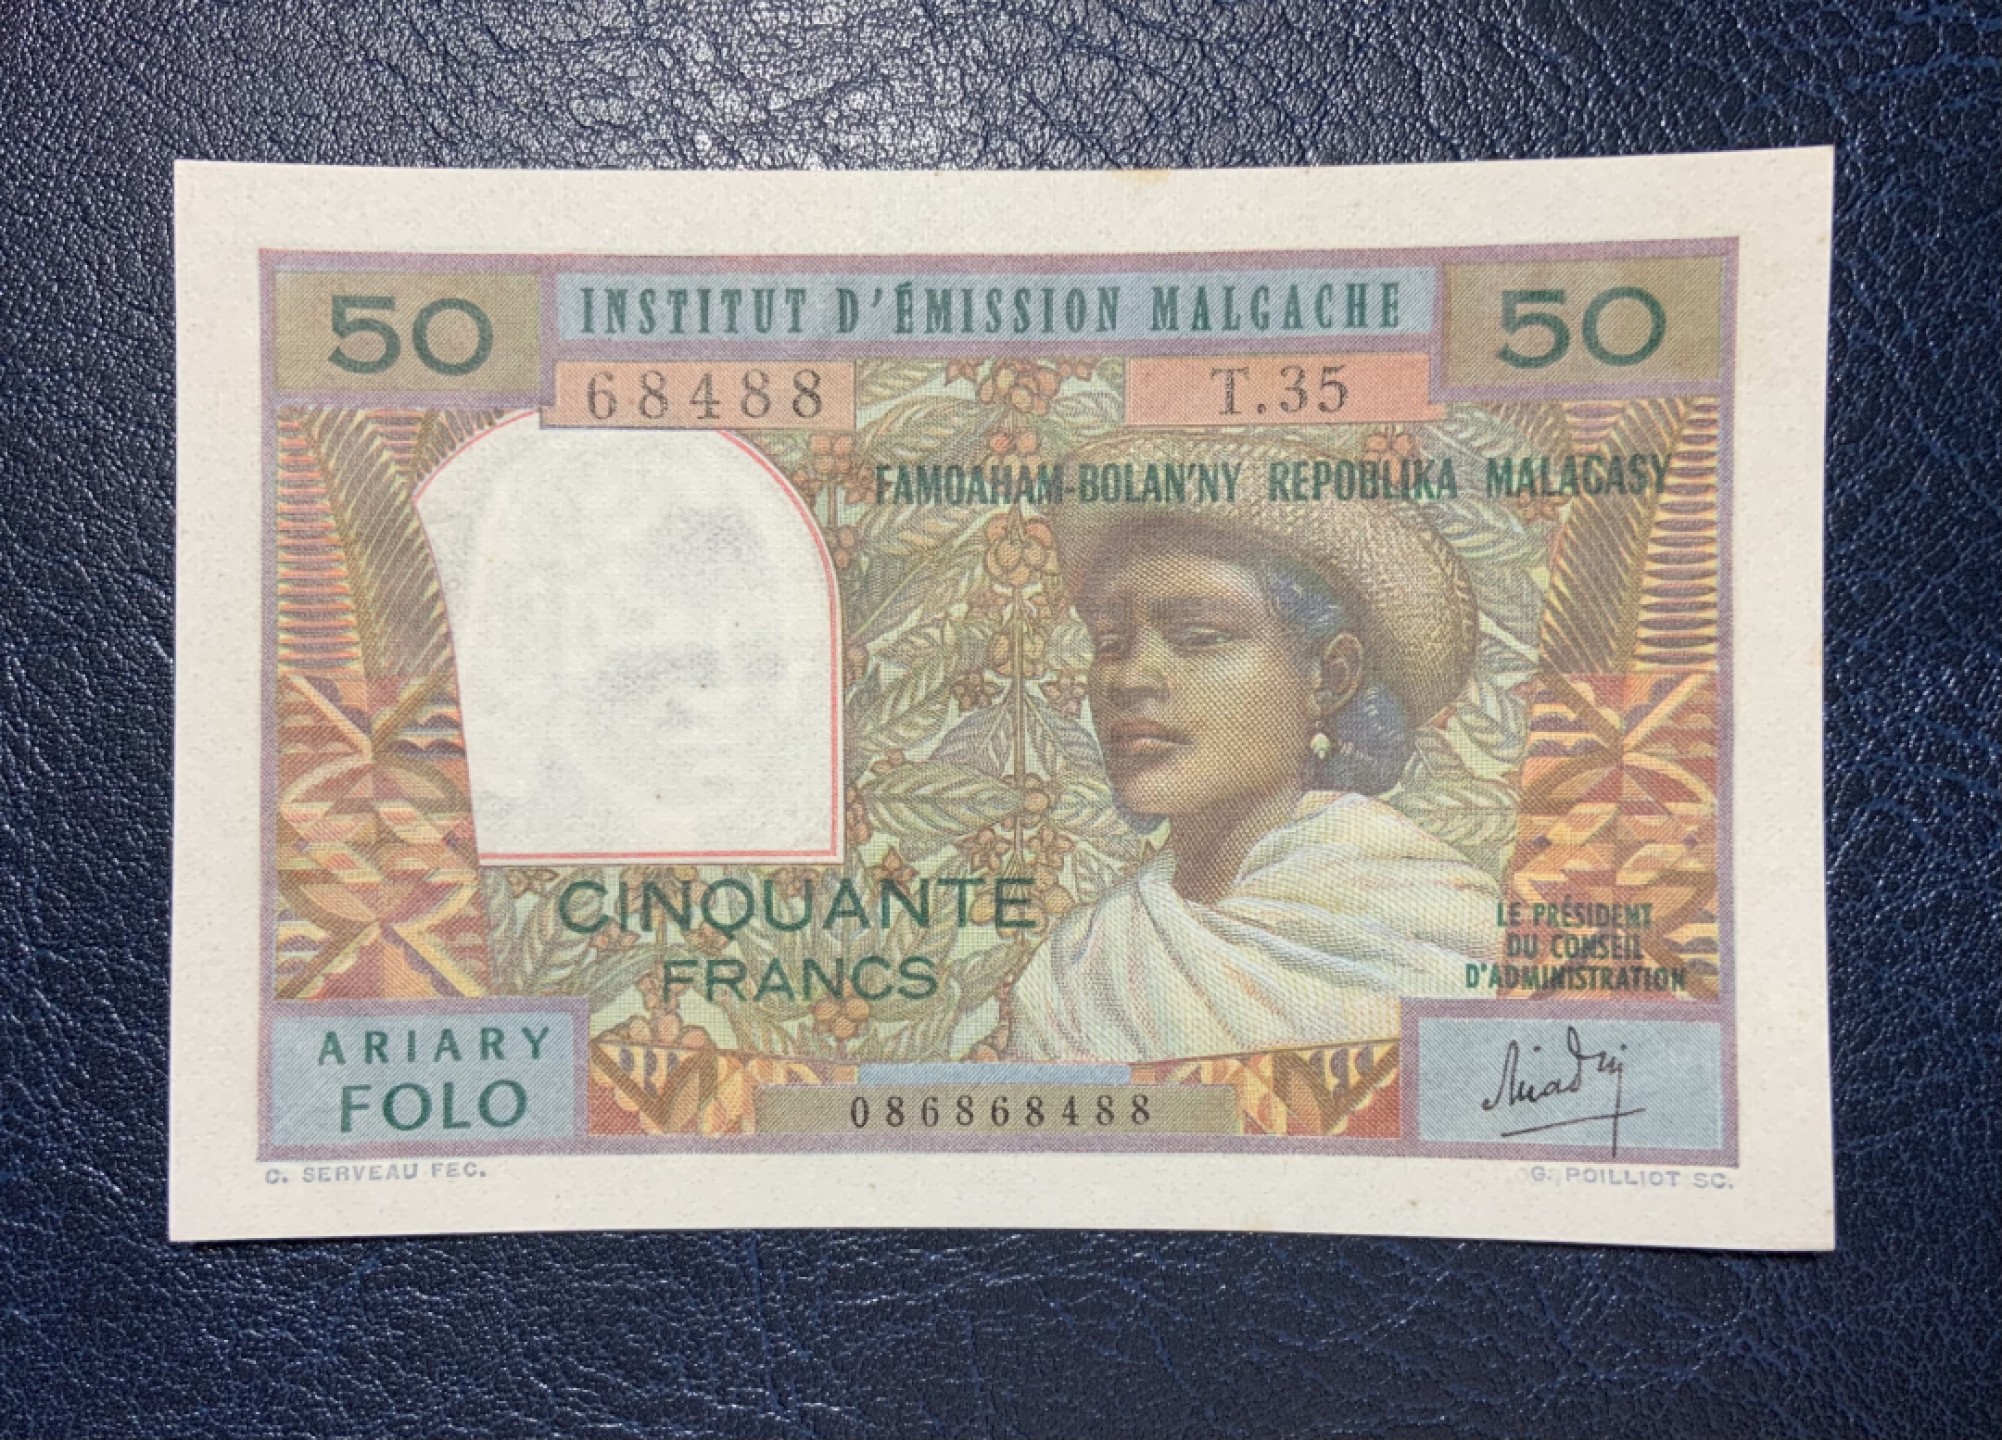 50 INSTITUT D'ÉMISSION MALGACHE 50
68488 T.35
FAMOAHAM-BOLAN'NY REPOBLIKA MALAGASY
CINQUANTE
FRANCS
LE PRÉSIDENT
DU CONSEIL
D'ADMINISTRATION
ARIARY
FOLO
086868488
C. SERVEAU FEC.
G. POILLIOT SC.